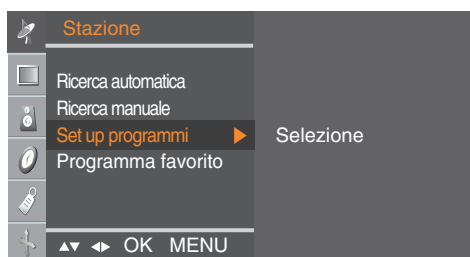 Stazione
Ricerca automatica
Ricerca manuale
Set up programmi Selezione
Programma favorito
OK MENU